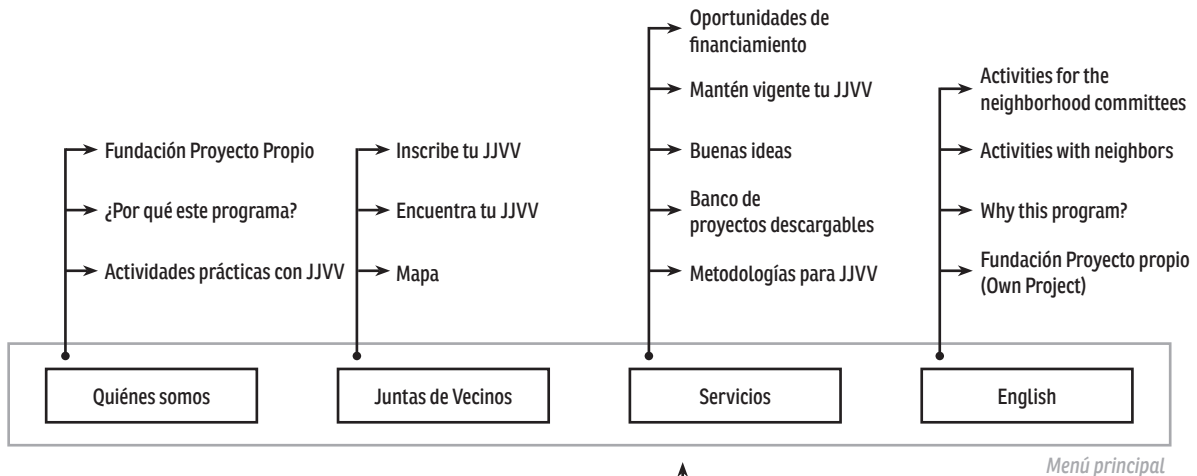 Fundación Proyecto Propio
¿Por qué este programa?
Actividades prácticas con JJVV
Inscribe tu JJVV
Encuentra tu JJVV
Mapa
Oportunidades de
financiamiento
Mantén vigente tu JJVV
Buenas ideas
Banco de
proyectos descargables
Metodologías para JJVV
Activities for the
neighborhood committees
Activities with neighbors
Why this program?
Fundación Proyecto propio
(Own Project)
Quiénes somos
Juntas de Vecinos
Servicios
English
Menú principal